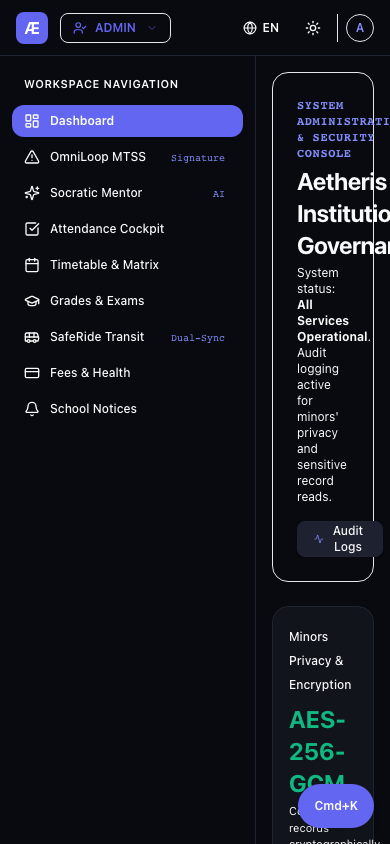 Æ
ADMIN
EN
A
WORKSPACE NAVIGATION
Dashboard
OmniLoop MTSS Signature
Socratic Mentor AI
Attendance Cockpit
Timetable & Matrix
Grades & Exams
SafeRide Transit Dual-Sync
Fees & Health
School Notices
SYSTEM
ADMINISTRATI
& SECURITY
CONSOLE
Aetheris
Institutio
Governa
System
status:
All
Services
Operational.
Audit
logging
active
for
minors'
privacy
and
sensitive
record
reads.
Audit
Logs
Minors
Privacy &
Encryption
AES-
256-
GCM
Cmd+K
records
cryptographically